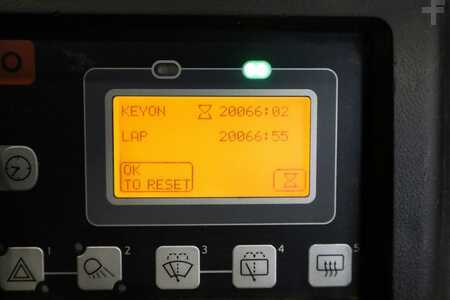 KEYON 20066:02
LAP 20066:55
OK
TO RESET
1 2 3 4 5